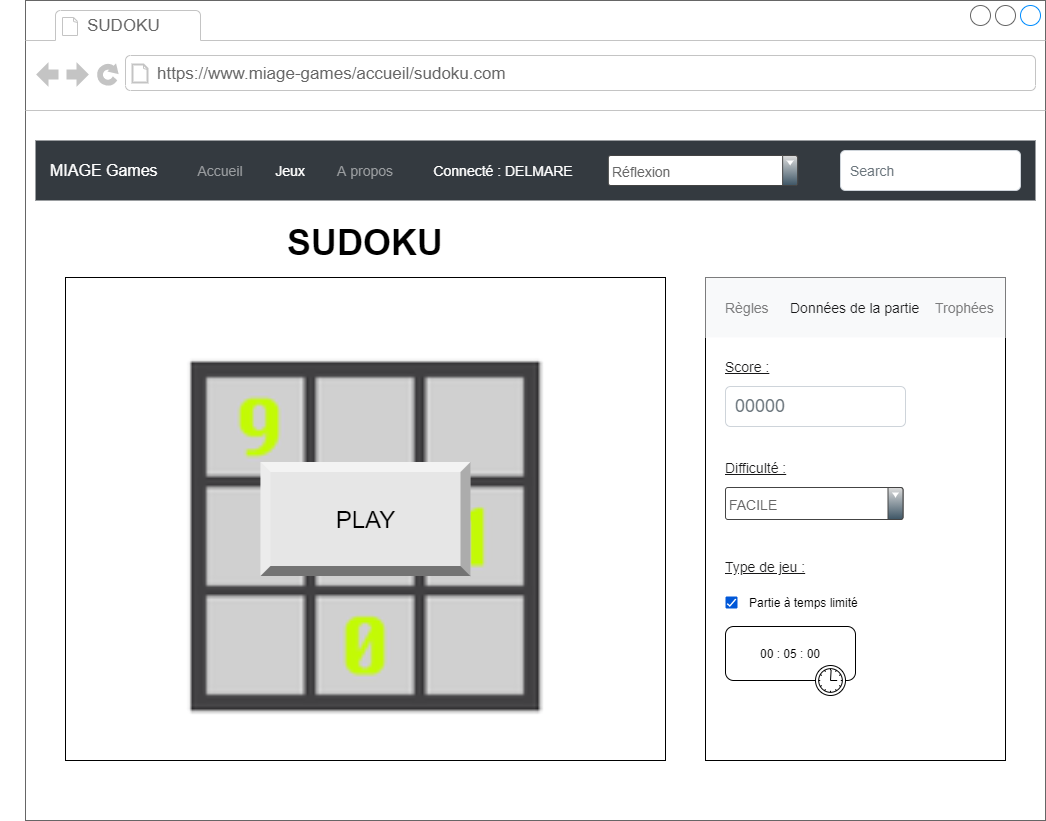 SUDOKU
https://www.miage-games/accueil/sudoku.com
MIAGE Games Accueil Jeux A propos Connecté : DELMARE Réflexion Search
SUDOKU
Règles Données de la partie Trophées
Score :
00000
Difficulté :
FACILE
Type de jeu :
Partie à temps limité
00 : 05 : 00
9
PLAY
1
0